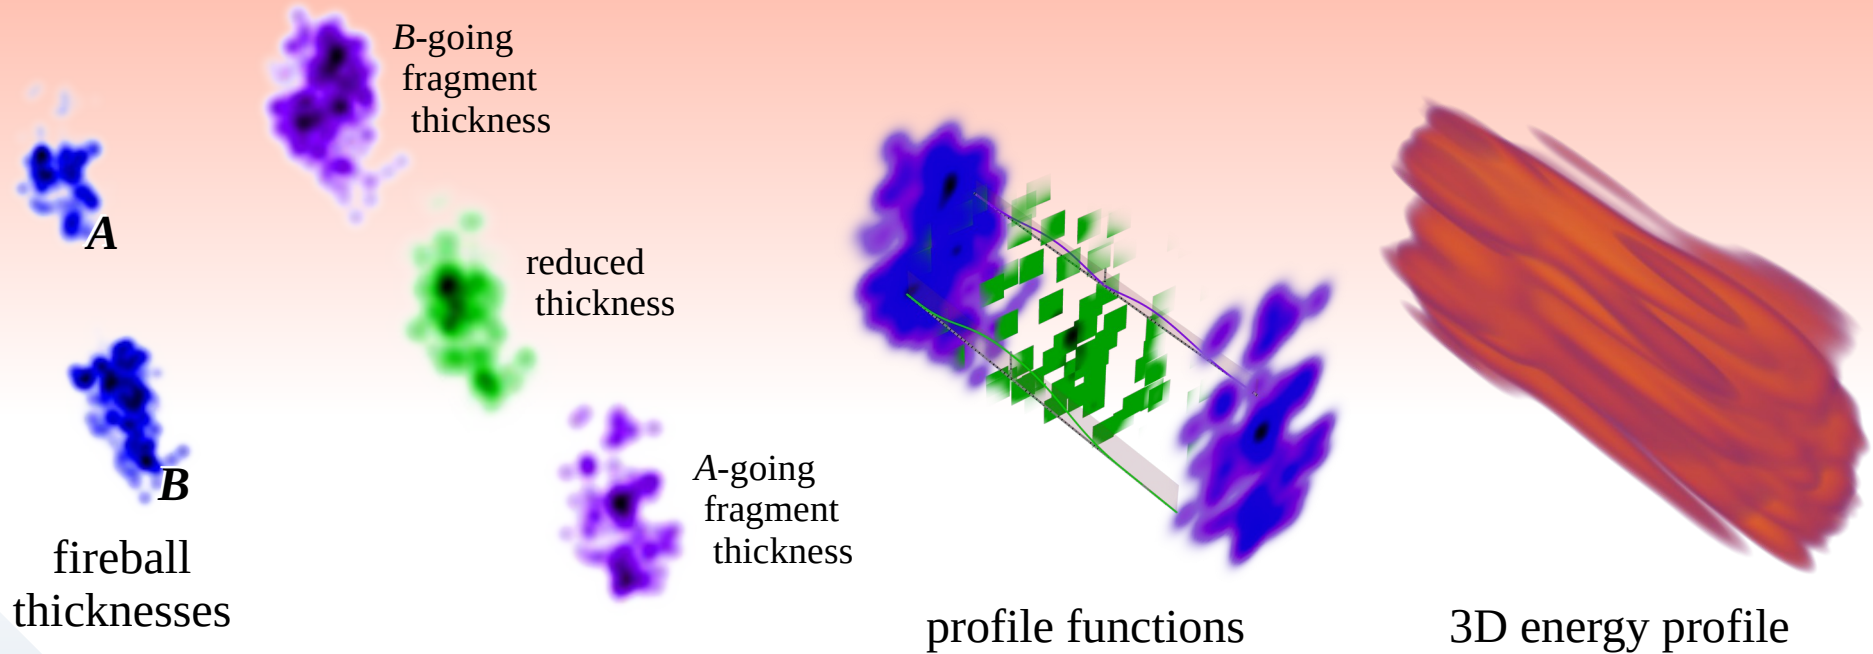 A
B
fireball
thicknesses
B-going
fragment
thickness
reduced
thickness
A-going
fragment
thickness
profile functions
3D energy profile